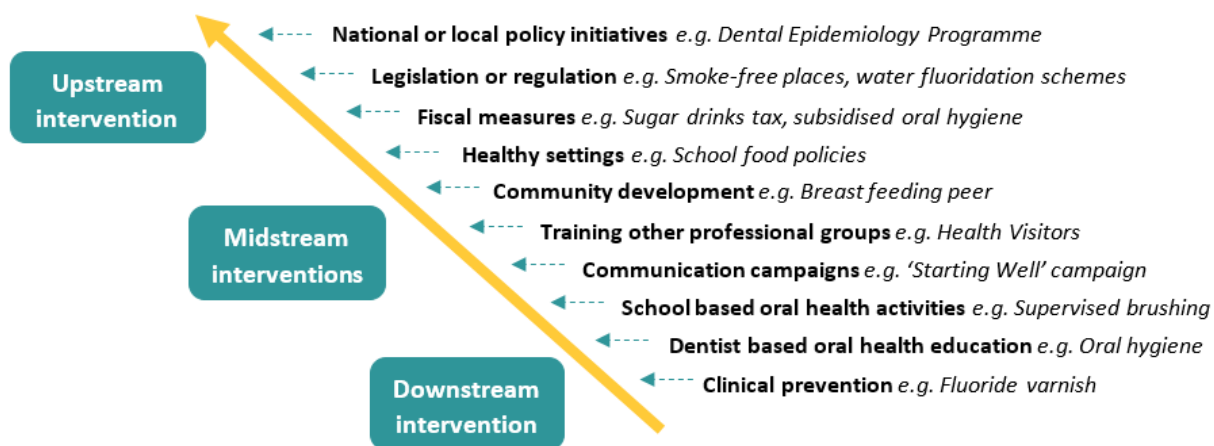 National or local policy initiatives e.g. Dental Epidemiology Programme
Upstream
intervention
Legislation or regulation e.g. Smoke-free places, water fluoridation schemes
Fiscal measures e.g. Sugar drinks tax, subsidised oral hygiene
Healthy settings e.g. School food policies
Community development e.g. Breast feeding peer
Midstream
interventions
Training other professional groups e.g. Health Visitors
Communication campaigns e.g. ‘Starting Well’ campaign
School based oral health activities e.g. Supervised brushing
Dentist based oral health education e.g. Oral hygiene
Downstream
intervention
Clinical prevention e.g. Fluoride varnish